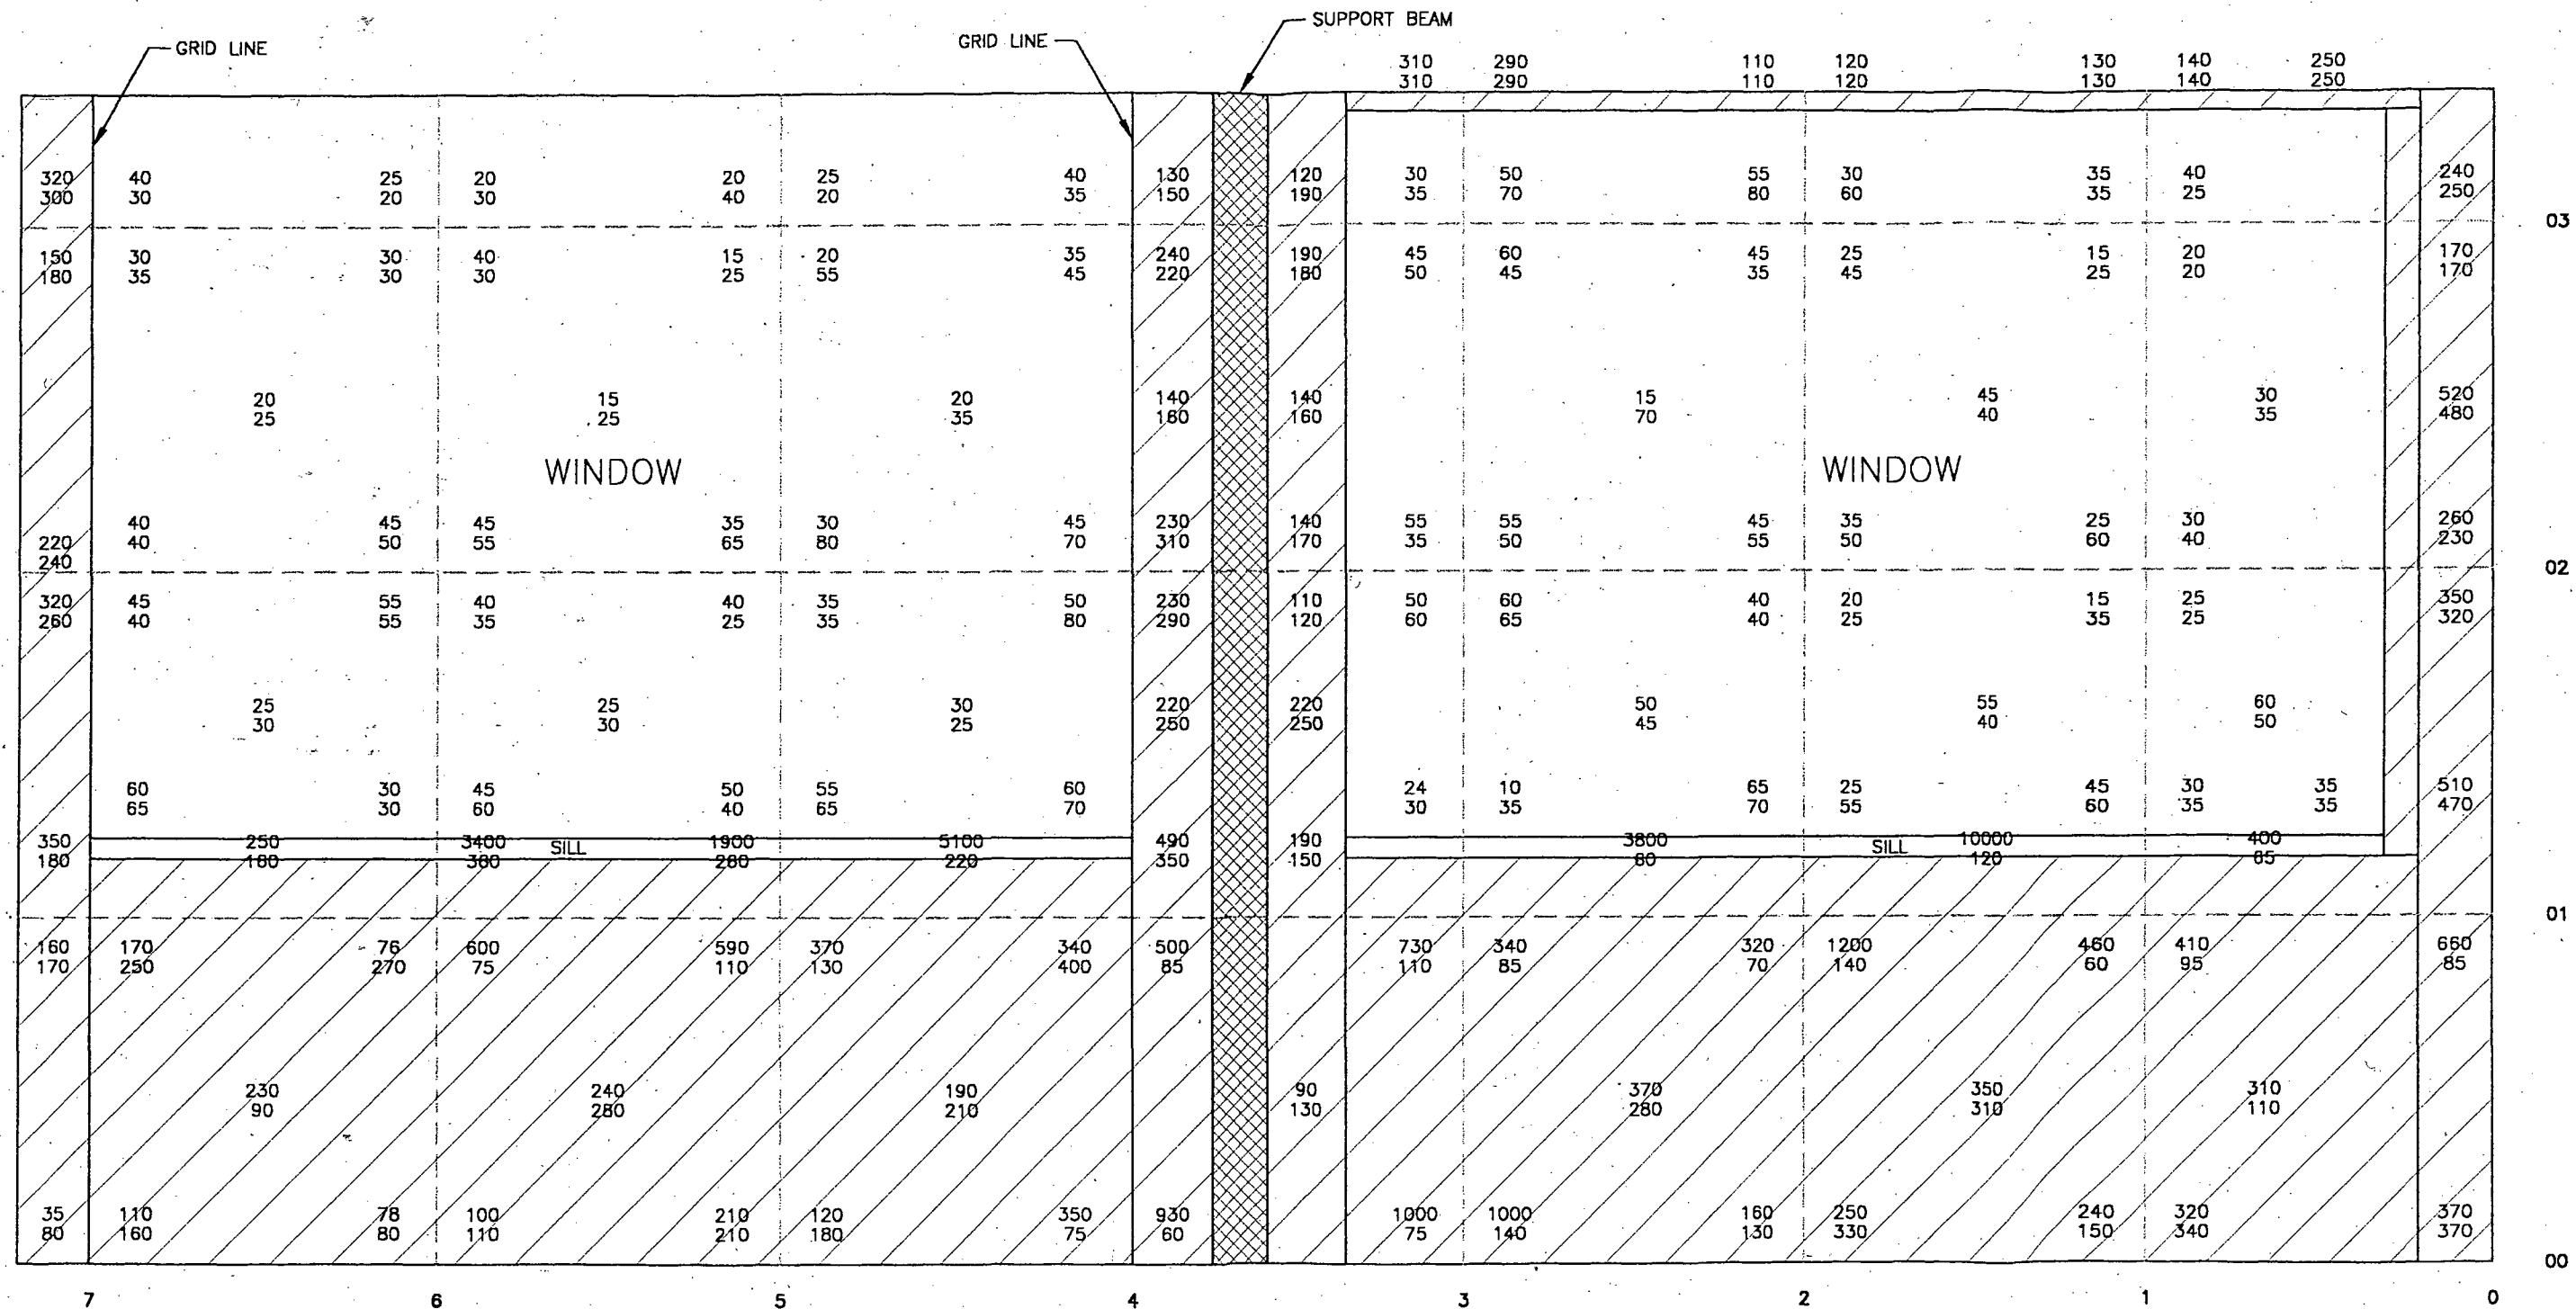 SUPPORT BEAM
GRID LINE
GRID LINE
310 290 110 120 130 140 250
310 290 110 120 130 140 250
320 40 25 20 20 25 40 130 120 30 50 55 30 35 40 240
300 30 20 30 40 20 35 150 190 35 70 80 60 35 25 250
03
150 30 30 40 15 20 35 240 190 45 60 45 25 15 20 170
180 35 30 30 25 55 45 220 180 50 45 35 45 25 20 170
20 15 20 140 140 15 45 30 520
25 25 35 160 160 70 40 35 480
WINDOW WINDOW
40 45 45 35 30 45 230 140 55 55 45 35 25 30 260
220 40 50 55 65 80 70 310 170 35 50 55 50 60 40 230
240
02
320 45 55 40 40 35 50 230 110 50 60 40 20 15 25 350
260 40 55 35 25 35 80 290 120 60 65 40 25 35 25 320
25 25 30 220 220 50 55 60
30 30 25 250 250 45 40 50
60 30 45 50 55 60 24 10 65 25 45 30 35 510
65 30 60 40 65 70 30 35 70 55 60 35 35 470
350 250 3400 SILL 1900 5100 490 190 3800 SILL 10000 400
180 180 380 280 220 350 150 80 120 65
01
160 170 76 600 590 370 340 500 730 340 320 1200 460 410 660
170 250 270 75 110 130 400 85 110 85 70 140 60 95 85
230 240 190 90 370 350 310
90 280 210 130 280 310 110
35 110 78 100 210 120 350 930 1000 1000 160 250 240 320 370
80 160 80 110 210 180 75 60 75 140 130 330 150 340 370
00
7 6 5 4 3 2 1 0